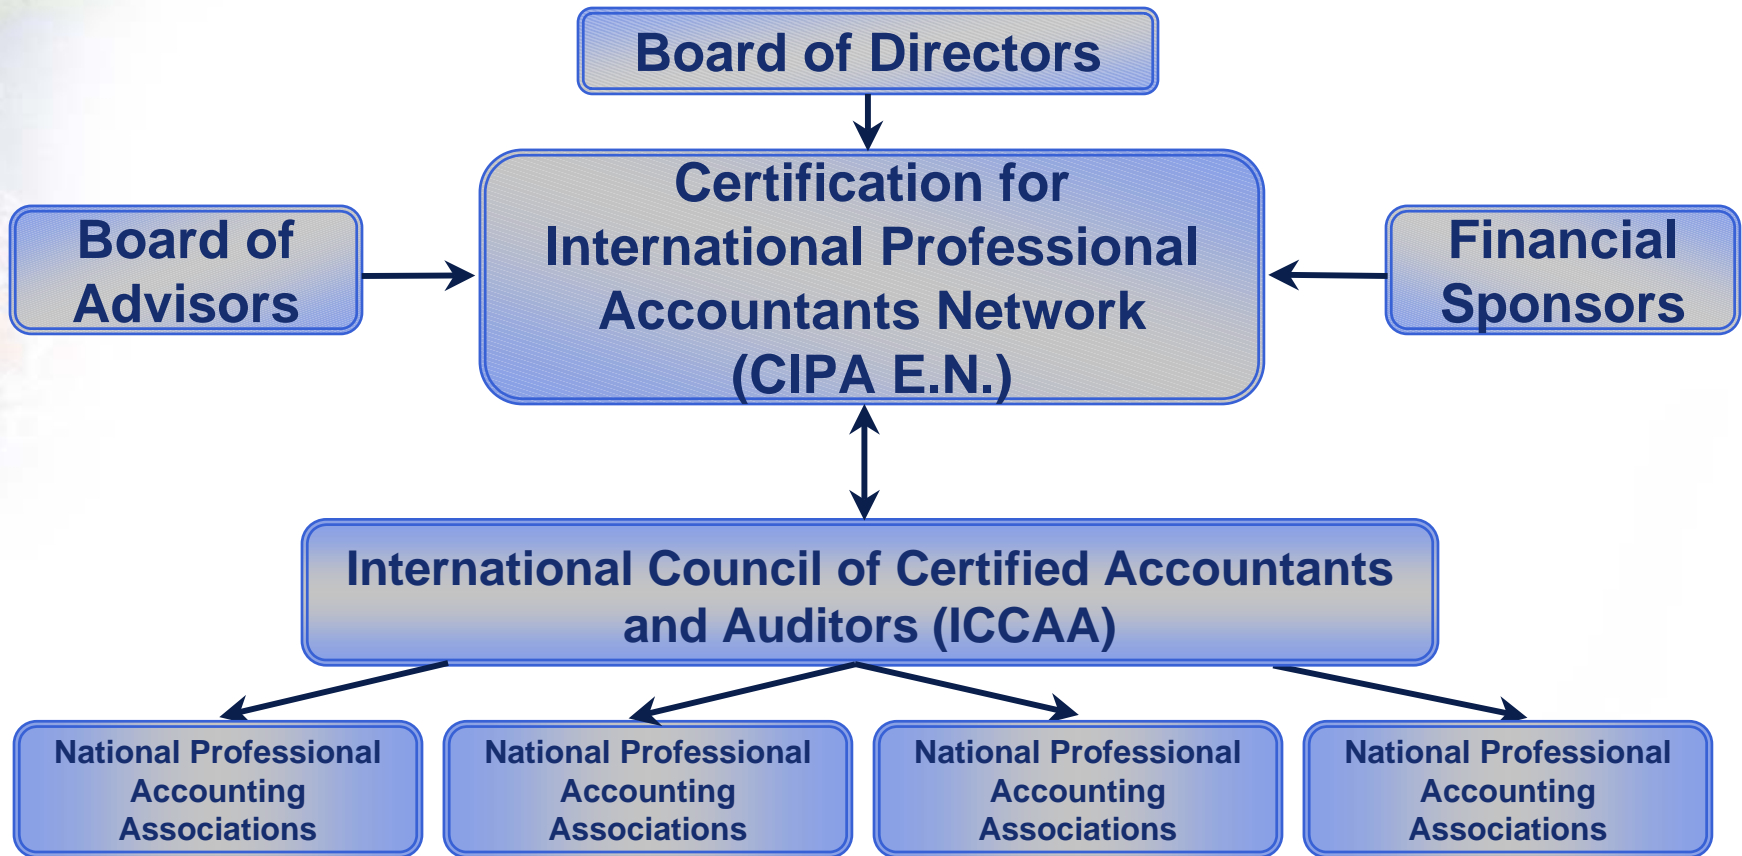 Board of Directors
Certification for
International Professional
Accountants Network
(CIPA E.N.)
Board of
Advisors
Financial
Sponsors
International Council of Certified Accountants
and Auditors (ICCAA)
National Professional
Accounting
Associations
National Professional
Accounting
Associations
National Professional
Accounting
Associations
National Professional
Accounting
Associations